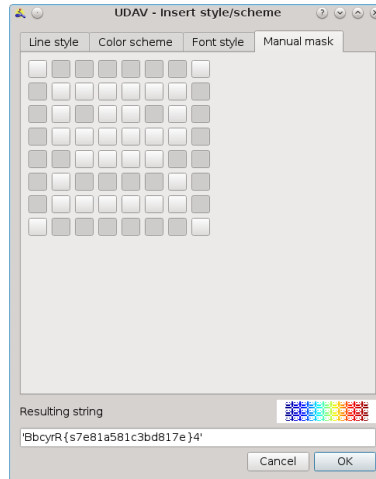 UDAV - Insert style/scheme
Line style Color scheme Font style Manual mask
Resulting string
'BbcyrR{s7e81a581c3bd817e}4'
Cancel OK